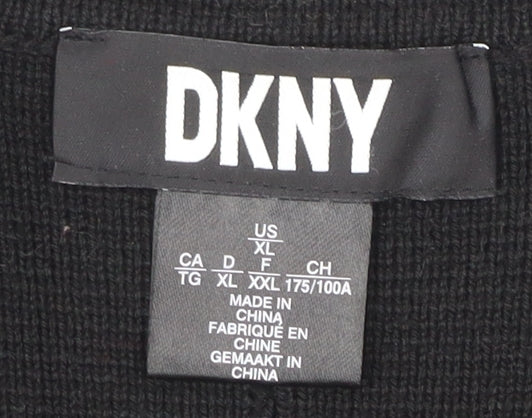 DKNY
US
XL
CA D F CH
TG XL XXL 175/100A
MADE IN
CHINA
FABRIQUÉ EN
CHINE
GEMAAKT IN
CHINA